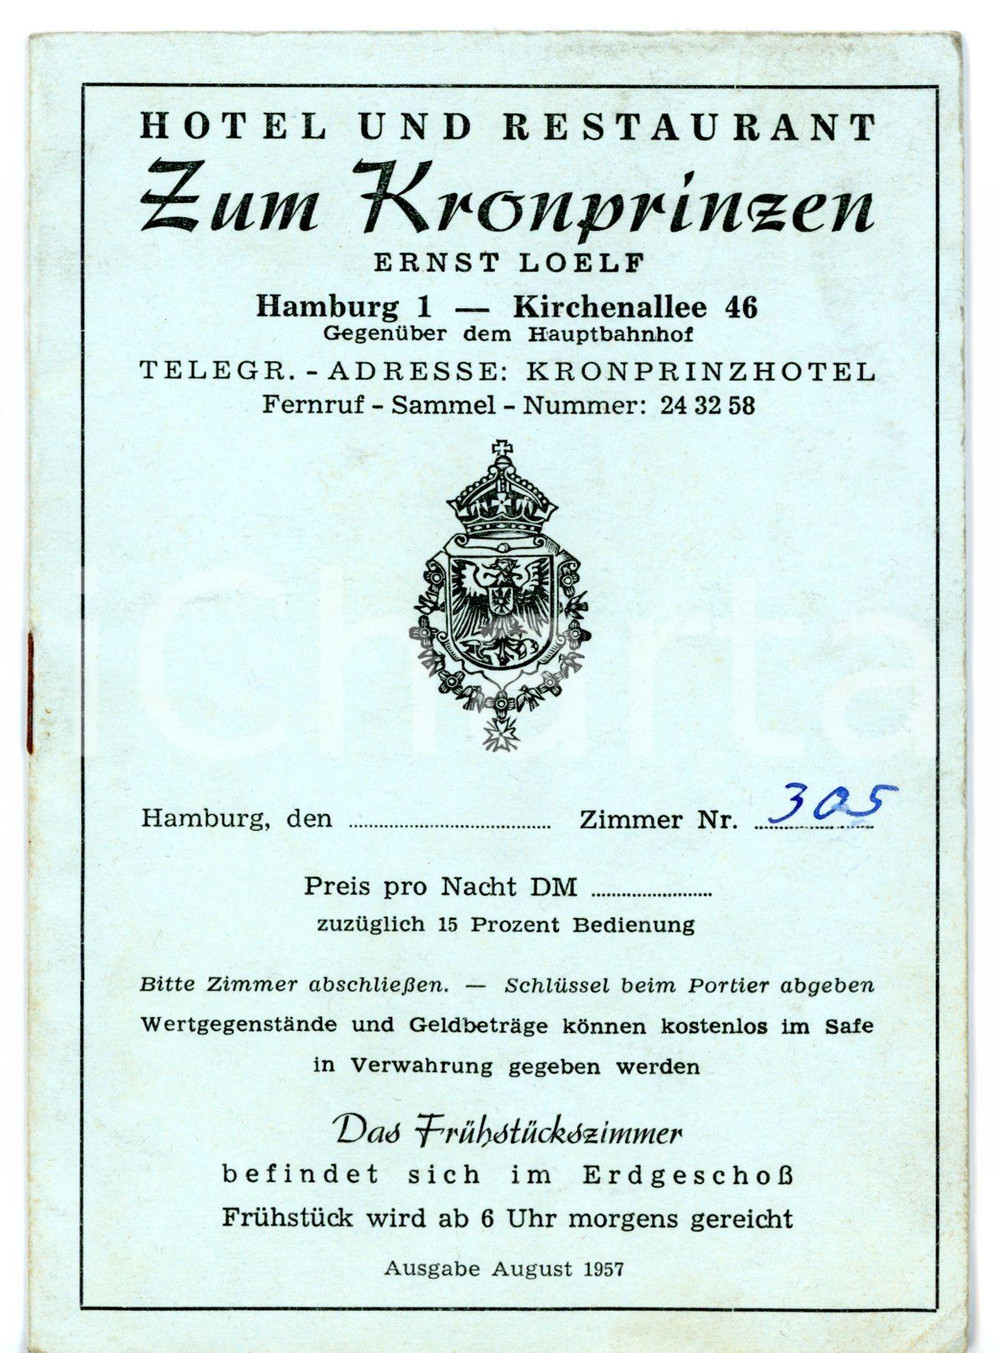 HOTEL UND RESTAURANT
Zum Kronprinzen
ERNST LOELF
Hamburg 1 — Kirchenallee 46
Gegenüber dem Hauptbahnhof
TELEGR.-ADRESSE: KRONPRINZHOTEL
Fernruf - Sammel - Nummer: 24 32 58
Hamburg, den ........................................ Zimmer Nr. 305
Preis pro Nacht DM ........................
zuzüglich 15 Prozent Bedienung
Bitte Zimmer abschließen. — Schlüssel beim Portier abgeben
Wertgegenstände und Geldbeträge können kostenlos im Safe
in Verwahrung gegeben werden
Das Frühstückszimmer
befindet sich im Erdgeschoß
Frühstück wird ab 6 Uhr morgens gereicht
Ausgabe August 1957